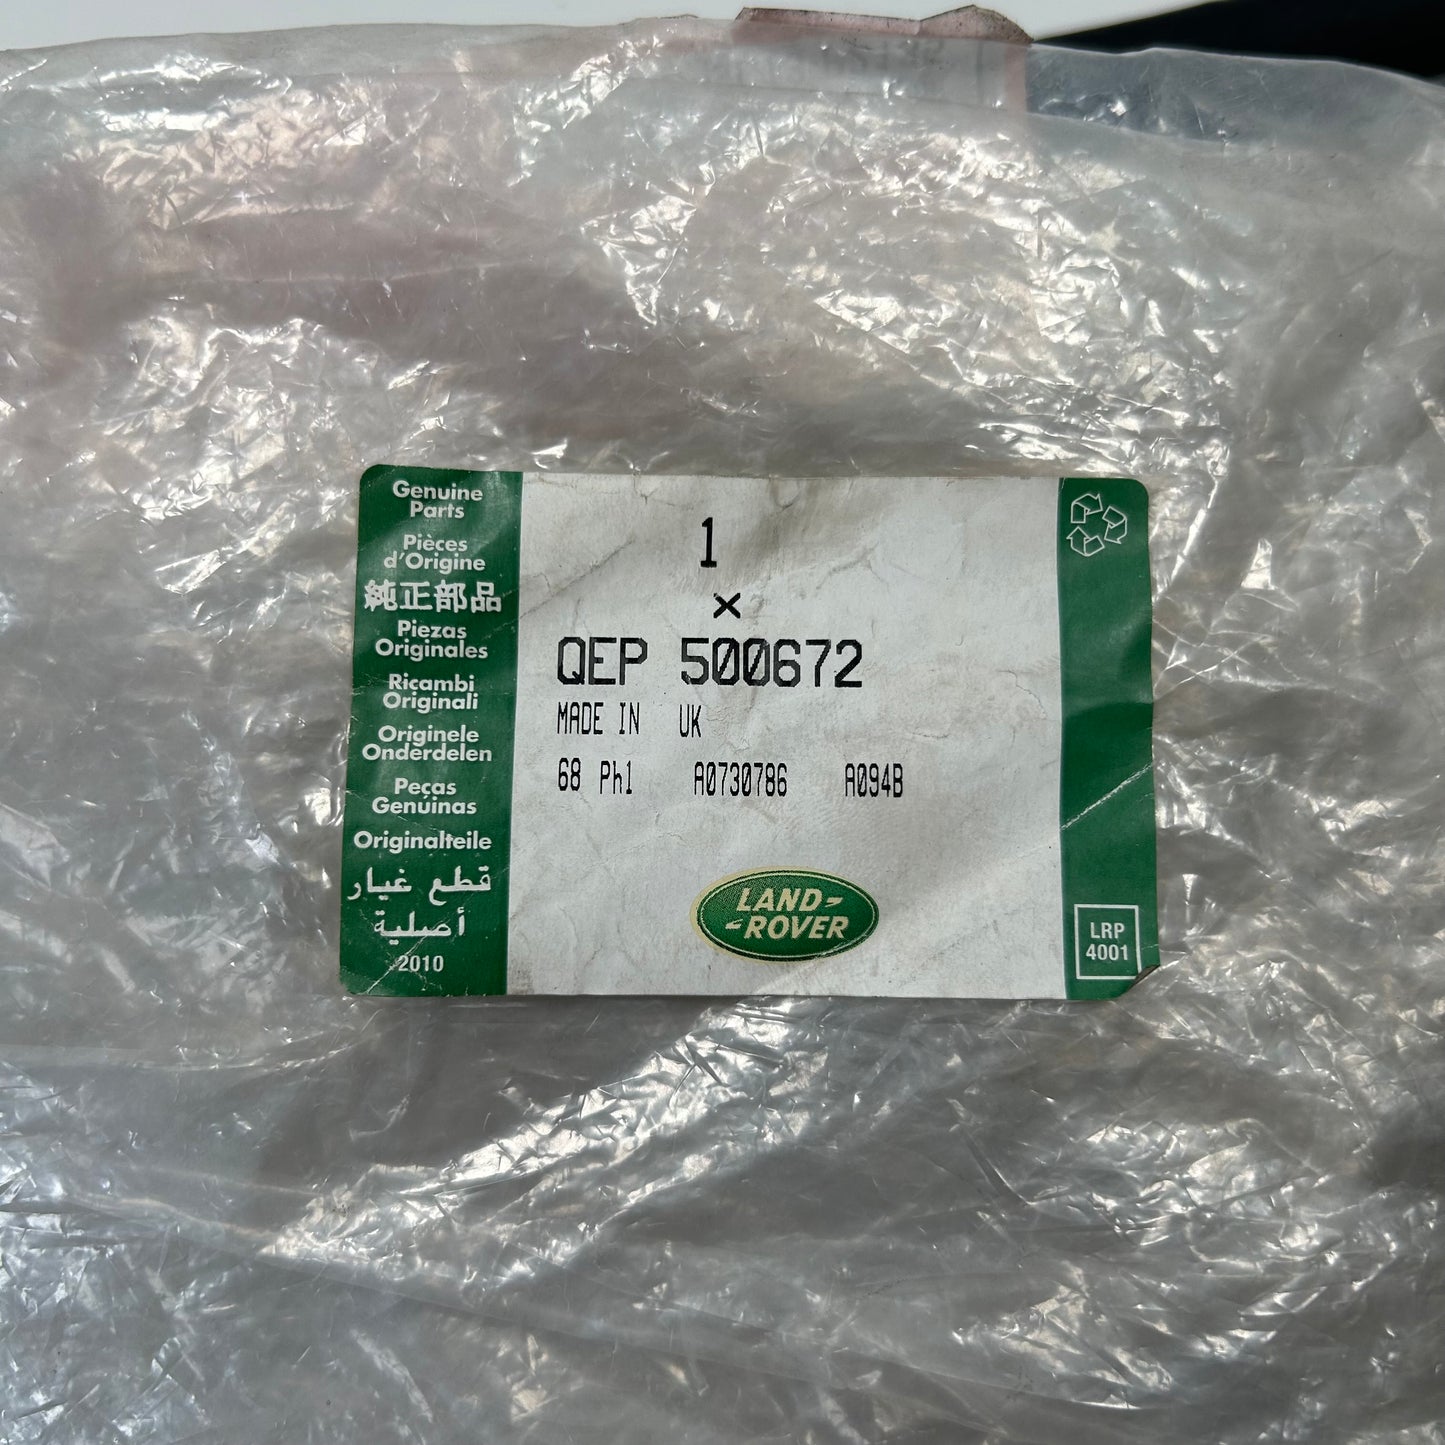 Genuine
Parts
Pièces
d'Origine
純正部品
Piezas
Originales
Ricambi
Originali
Originele
Onderdelen
Peças
Genúinas
Originalteile
قطع غيار
أصلية
2010
1
×
QEP 500672
MADE IN UK
68 Ph1 A0730786 A094B
LAND-
-ROVER
LRP
4001